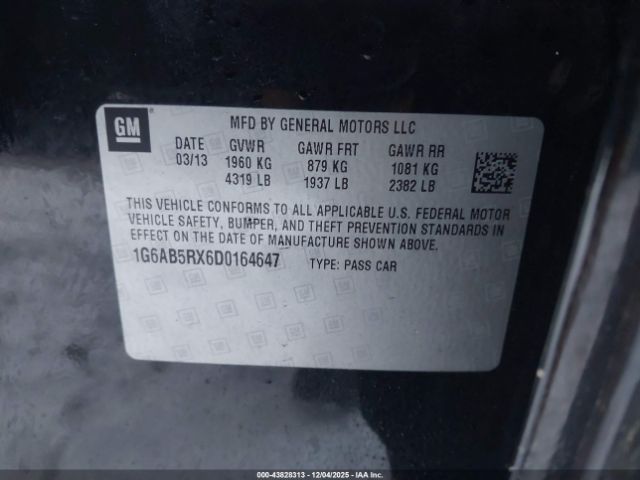 GM ®
MFD BY GENERAL MOTORS LLC
DATE GVWR GAWR FRT GAWR RR
03/13 1960 KG 879 KG 1081 KG
4319 LB 1937 LB 2382 LB
THIS VEHICLE CONFORMS TO ALL APPLICABLE U.S. FEDERAL MOTOR
VEHICLE SAFETY, BUMPER, AND THEFT PREVENTION STANDARDS
IN EFFECT ON THE DATE OF MANUFACTURE SHOWN ABOVE.
1G6AB5RX6D0164647 TYPE: PASS CAR
000-43828313 - 12/04/2025 - IAAI.COM